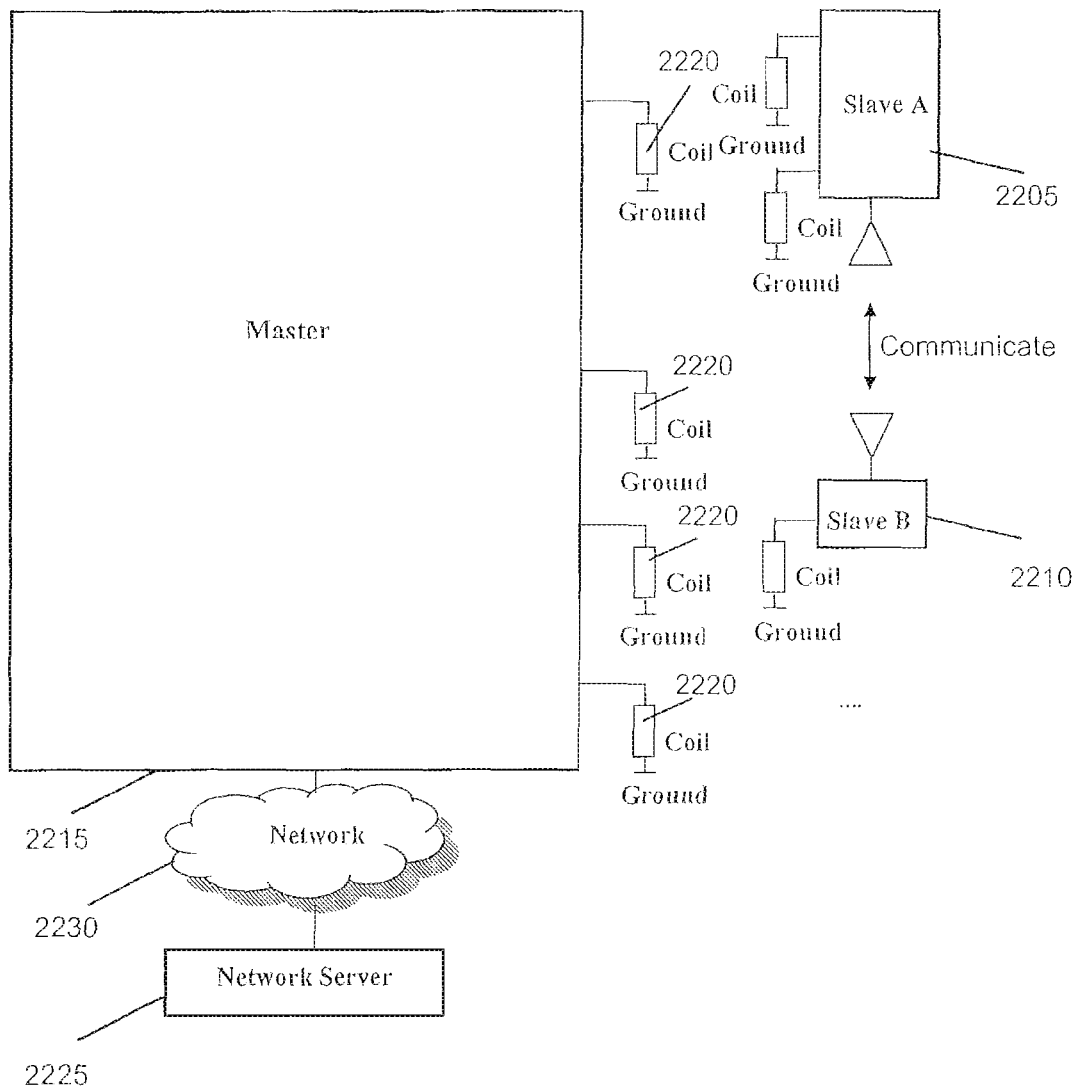 2220
Coil
Slave A
Coil
Ground
2205
Ground
Coil
Ground
Master
Communicate
2220
Coil
Ground
2220
Slave B
Coil
Coil
2210
Ground
Ground
2220
....
Coil
Ground
2215
Network
2230
Network Server
2225